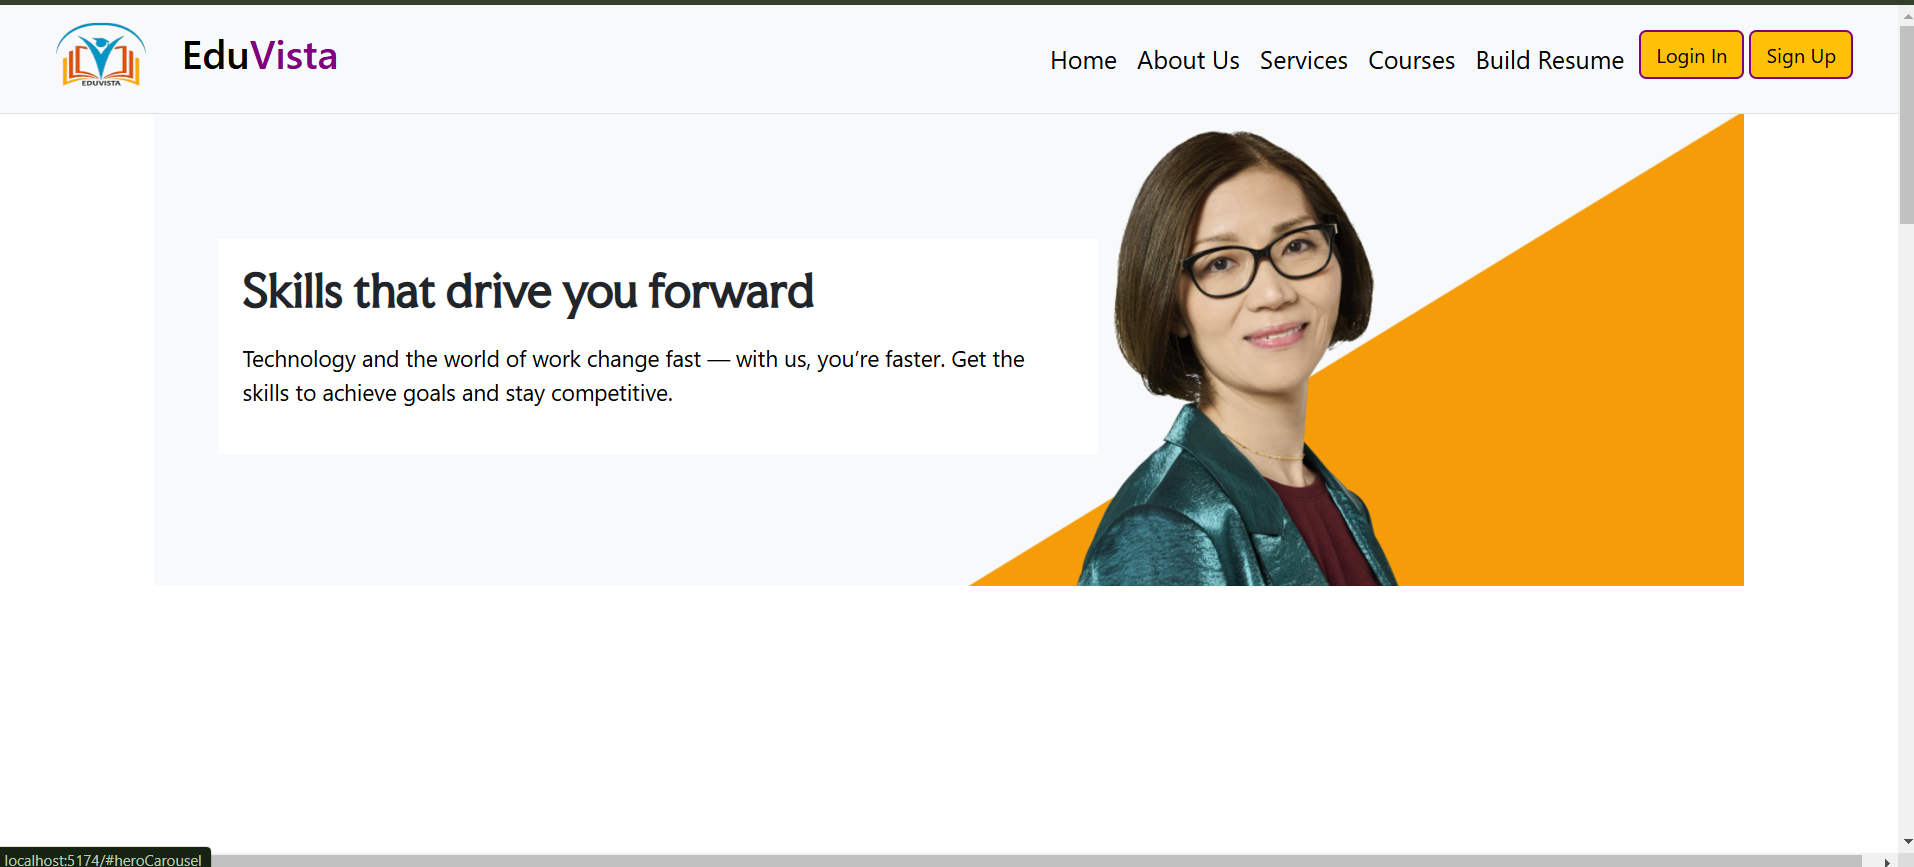 EDUVISTA
EduVista
Home About Us Services Courses Build Resume Login In Sign Up
Skills that drive you forward
Technology and the world of work change fast — with us, you’re faster. Get the
skills to achieve goals and stay competitive.
localhost:5174/#heroCarousel